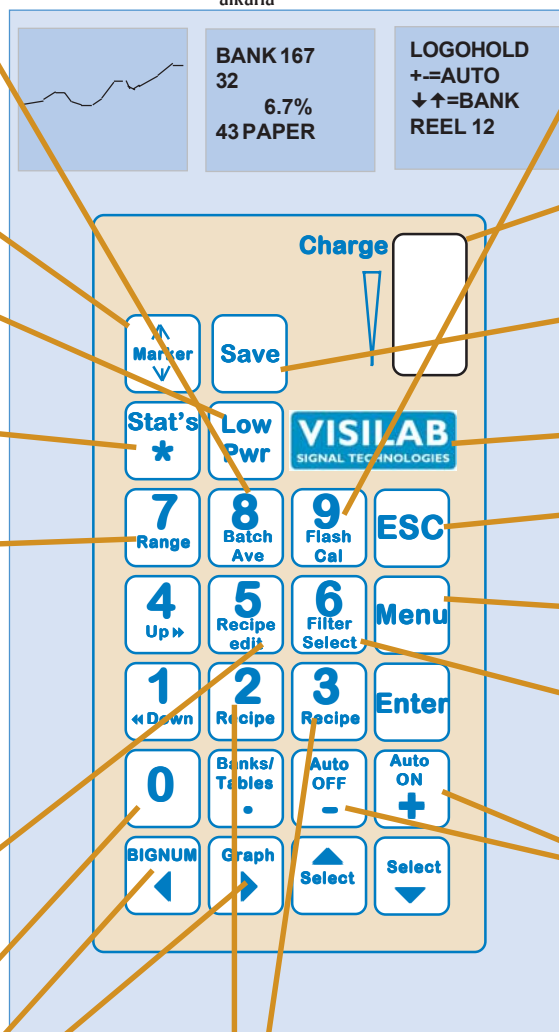 alkaria
BANK 167
32
6.7%
43 PAPER
LOGOHOLD
+-=AUTO
↓↑=BANK
REEL 12
Charge
Marker
Save
Stat's
*
Low
Pwr
VISILAB
SIGNAL TECHNOLOGIES
7
Range
8
Batch
Ave
9
Flash
Cal
ESC
4
Up
5
Recipe
edit
6
Filter
Select
Menu
1
Down
2
Recipe
3
Recipe
Enter
0
Banks/
Tables
.
Auto
OFF
-
Auto
ON
+
BIGNUM
Graph
Select
Select